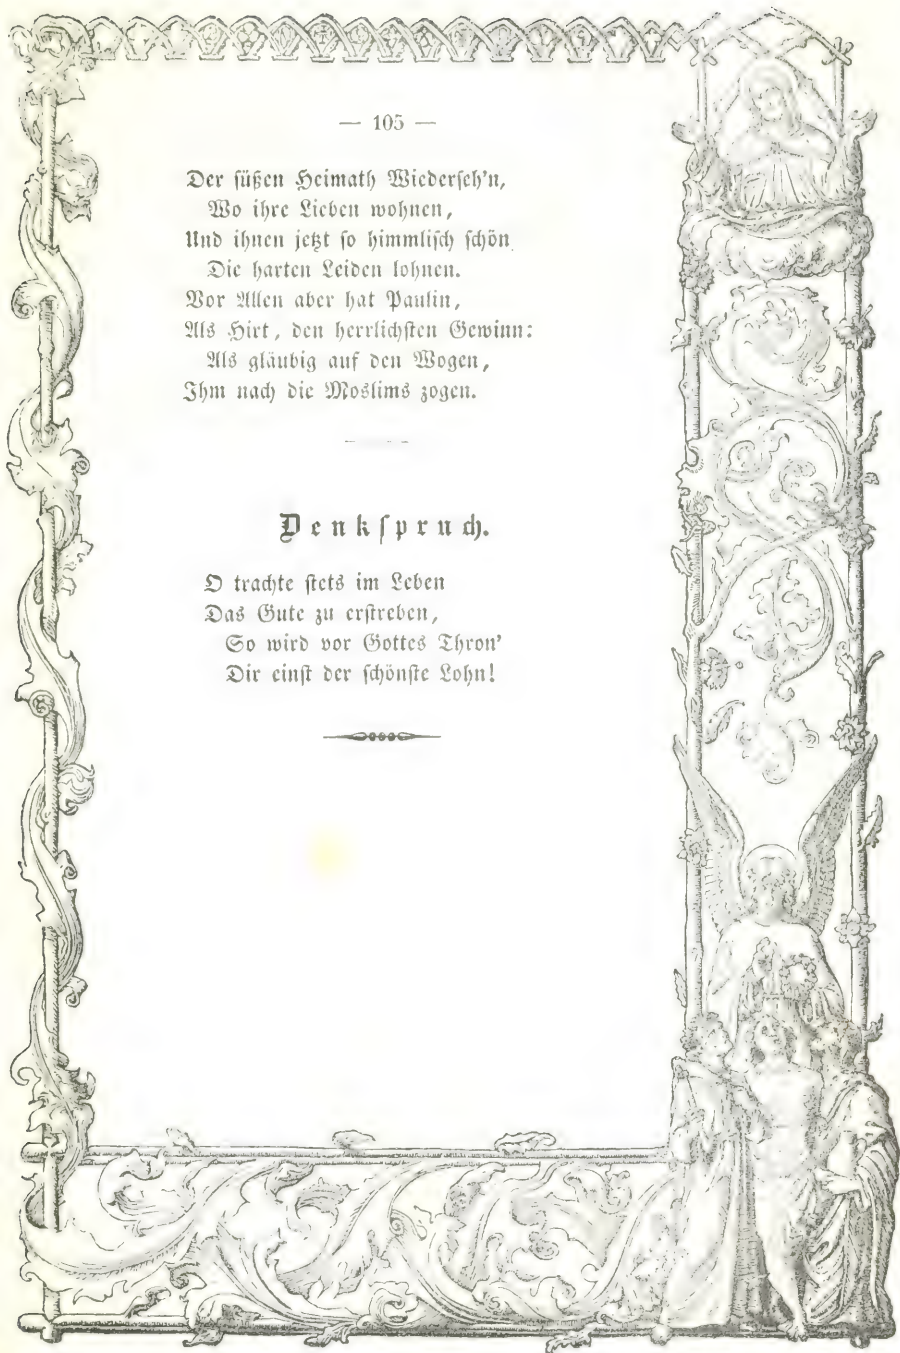 — 105 —
Der süßen Heimath Wiederseh'n,
Wo ihre Lieben wohnen,
Und ihnen jetzt so himmlisch schön
Die harten Leiden lohnen.
Vor Allen aber hat Paulin,
Als Hirt, den herrlichsten Gewinn:
Als gläubig auf den Wogen,
Ihm nach die Moslims zogen.
Denkspruch.
O trachte stets im Leben
Das Gute zu erstreben,
So wird vor Gottes Thron'
Dir einst der schönste Lohn!